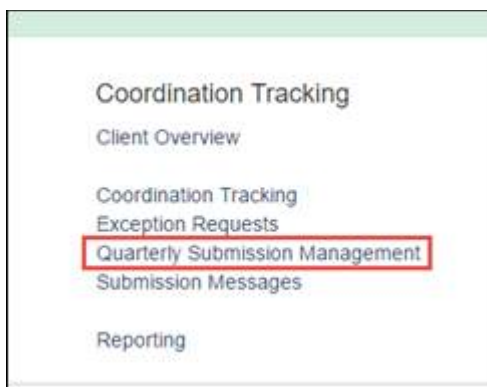 Coordination Tracking
Client Overview
Coordination Tracking
Exception Requests
Quarterly Submission Management
Submission Messages
Reporting